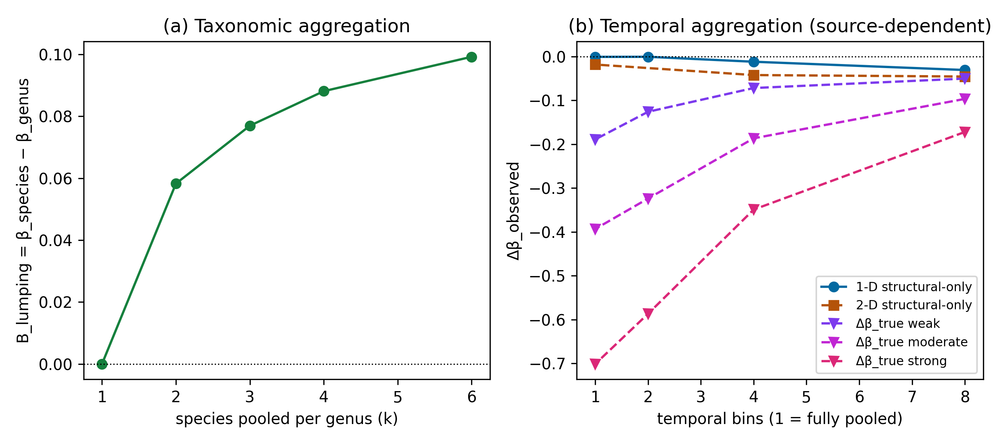 (a) Taxonomic aggregation
B_lumping = β_species − β_genus
0.10
0.08
0.06
0.04
0.02
0.00
1 2 3 4 5 6
species pooled per genus (k)
(b) Temporal aggregation (source-dependent)
Δβ_observed
0.0
−0.1
−0.2
−0.3
−0.4
−0.5
−0.6
−0.7
1 2 3 4 5 6 7 8
temporal bins (1 = fully pooled)
1-D structural-only
2-D structural-only
Δβ_true weak
Δβ_true moderate
Δβ_true strong